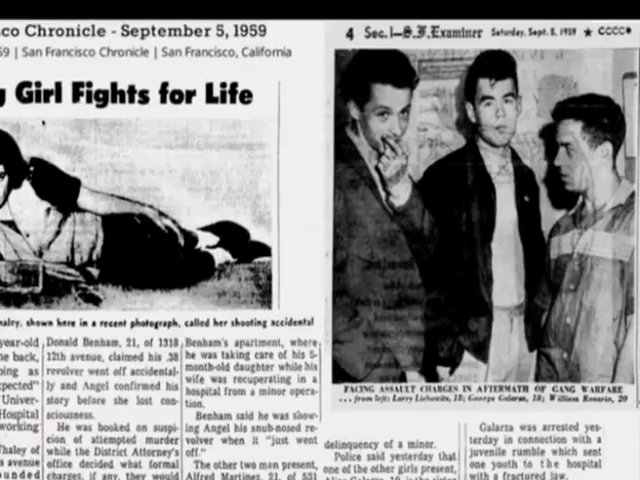 co Chronicle - September 5, 1959
59 | San Francisco Chronicle | San Francisco, California
Girl Fights for Life
haley, shown here in a recent photograph, called her shooting accidental
year-old
he back,
ing as
pected"
Univer-
Hospital
working
haley of
avenue
ounded
Donald Benham, 21, of 1318
12th avenue, claimed his .38
revolver went off accidental-
ly and Angel confirmed his
story before she lost con-
sciousness.
He was booked on suspi-
cion of attempted murder
while the District Attorney's
office decided what formal
charges, if any, they would
Benham's apartment, where
he was taking care of his 5-
month-old daughter while his
wife was recuperating in a
hospital from a minor opera-
tion.
Benham said he was show-
ing Angel his snub-nosed re-
volver when it "just went
off."
The other two men present,
Alfred Martinez, 21, of 531
4 Sec. I—S.F. Examiner Saturday, Sept. 5, 1959 ★ CCCC
FACING ASSAULT CHARGES IN AFTERMATH OF GANG WARFARE
... from left: Larry Liebowitz, 18; George Galarza, 18; William Rosario, 20
delinquency of a minor.
Police said yesterday that
one of the other girls present,
Galarza was arrested yes-
terday in connection with a
juvenile rumble which sent
one youth to the hospital
with a fractured jaw.